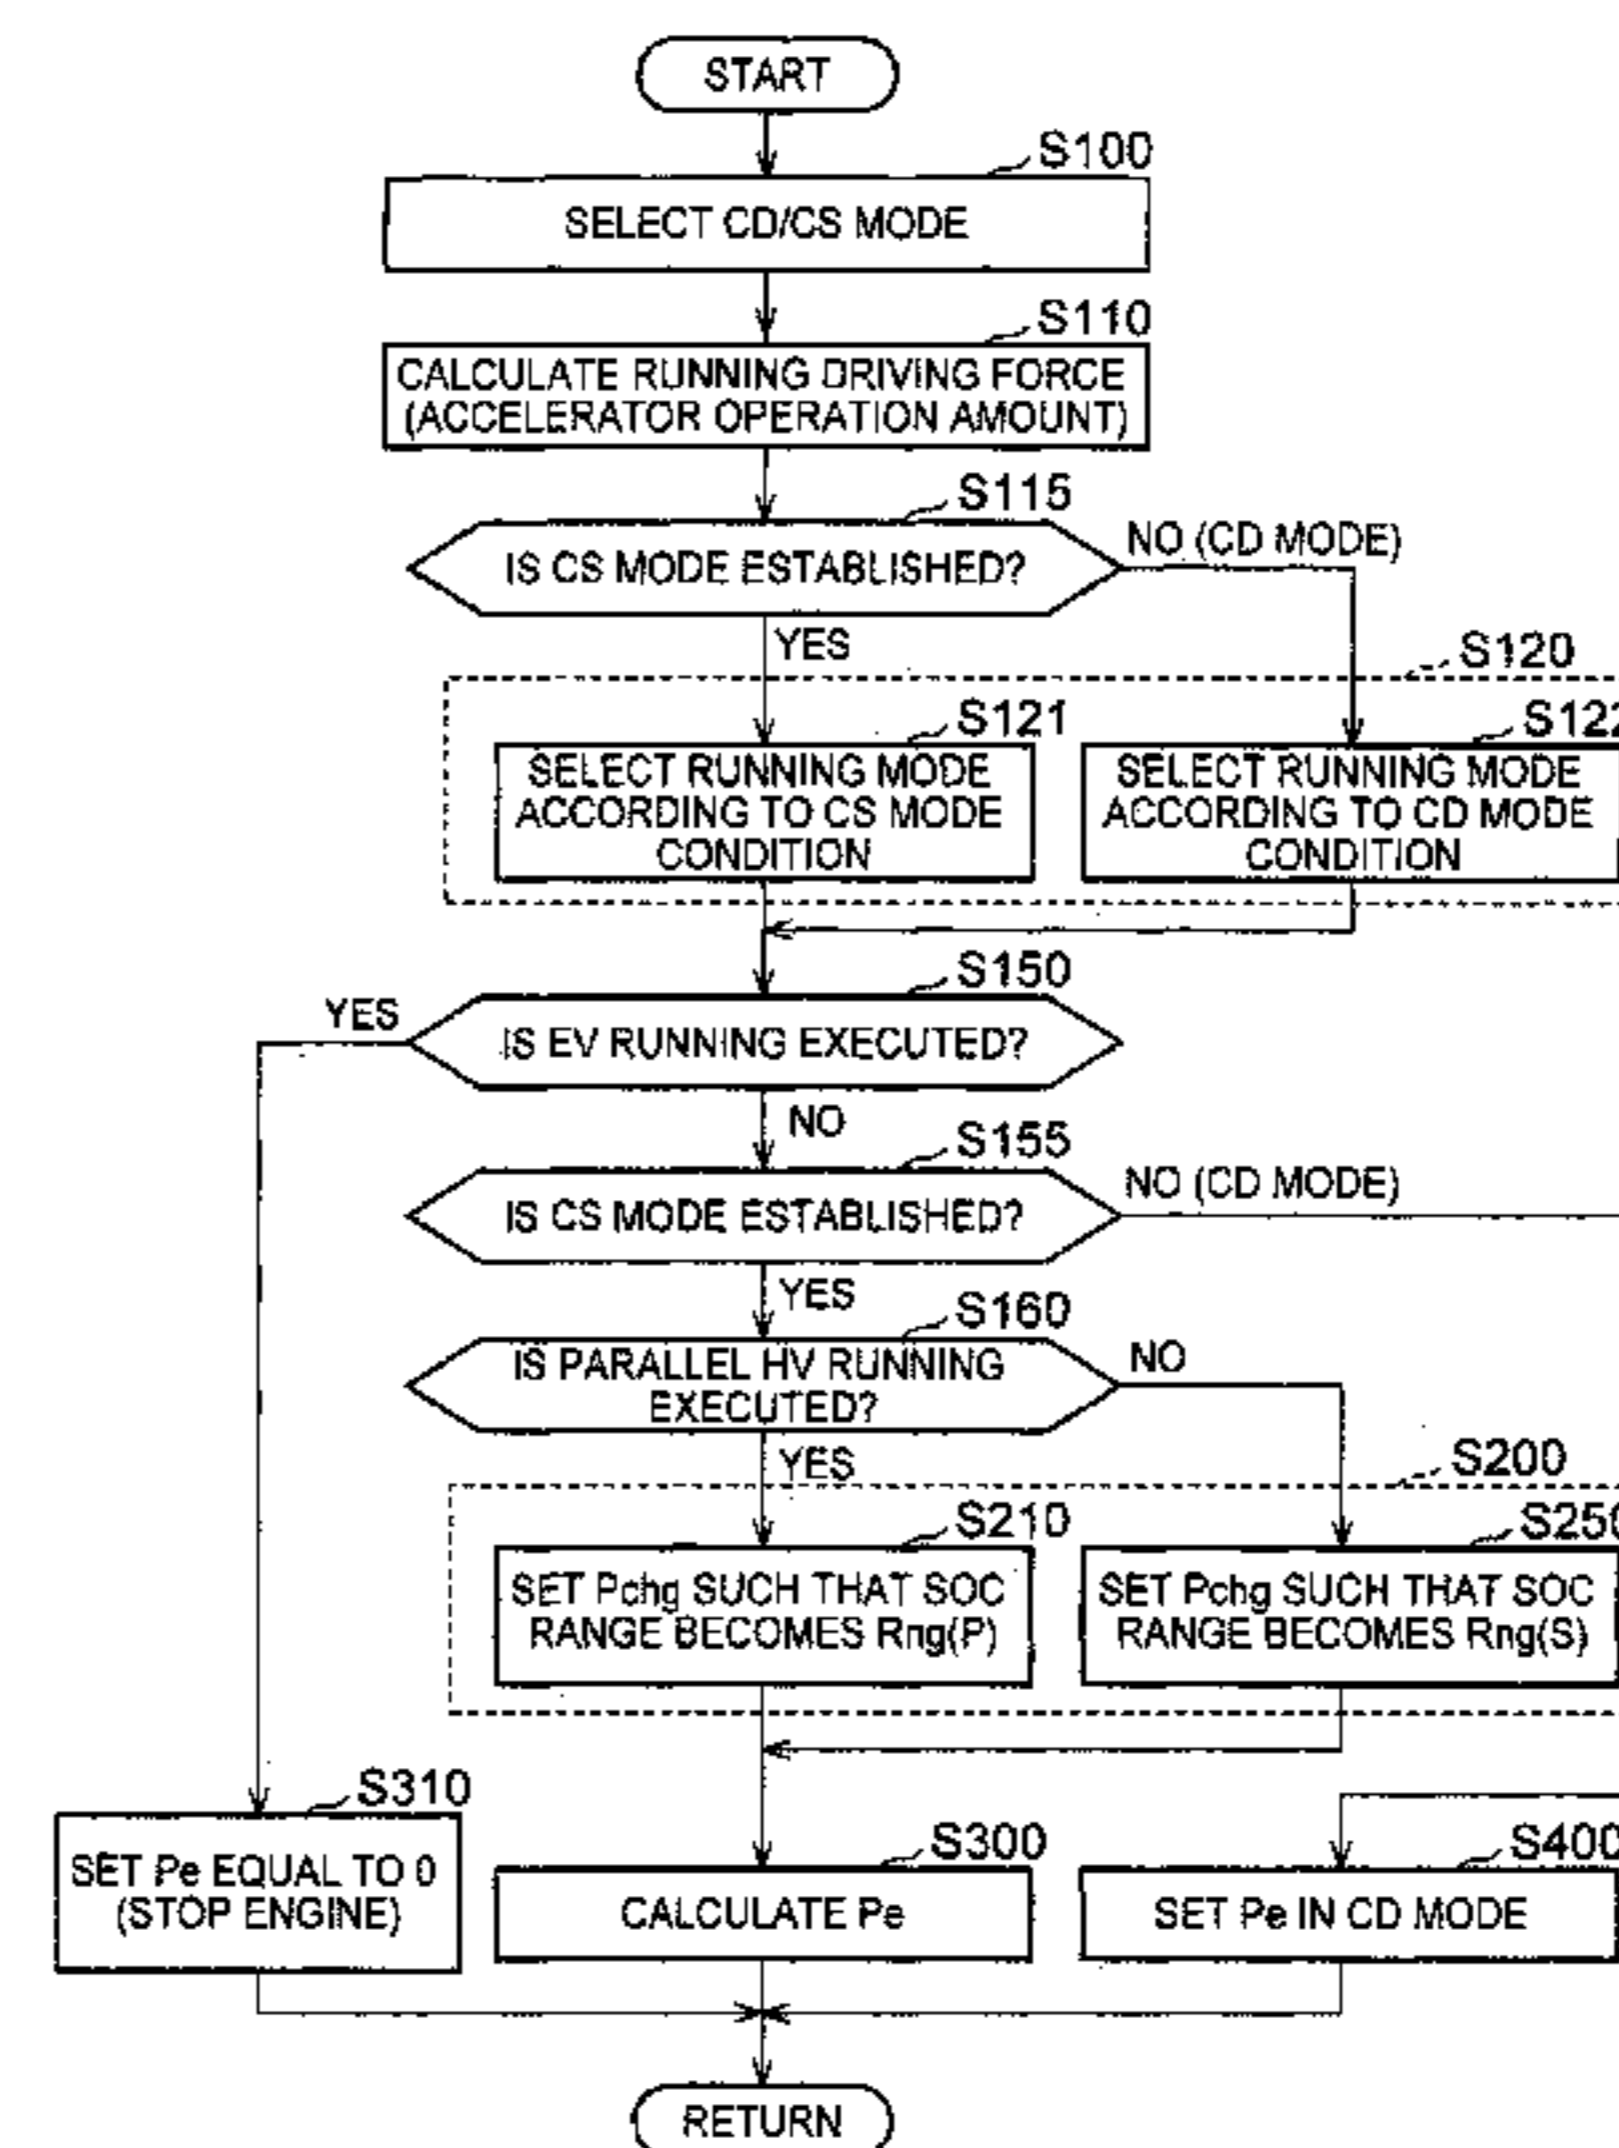 START
S100
SELECT CD/CS MODE
S110
CALCULATE RUNNING DRIVING FORCE
(ACCELERATOR OPERATION AMOUNT)
S115
IS CS MODE ESTABLISHED?
NO (CD MODE)
YES
S120
S121
SELECT RUNNING MODE
ACCORDING TO CS MODE
CONDITION
S122
SELECT RUNNING MODE
ACCORDING TO CD MODE
CONDITION
S150
YES
IS EV RUNNING EXECUTED?
NO
S155
IS CS MODE ESTABLISHED?
NO (CD MODE)
YES
S160
IS PARALLEL HV RUNNING
EXECUTED?
NO
YES
S200
S210
SET Pchg SUCH THAT SOC
RANGE BECOMES Rng(P)
S250
SET Pchg SUCH THAT SOC
RANGE BECOMES Rng(S)
S310
SET Pe EQUAL TO 0
(STOP ENGINE)
S300
CALCULATE Pe
S400
SET Pe IN CD MODE
RETURN